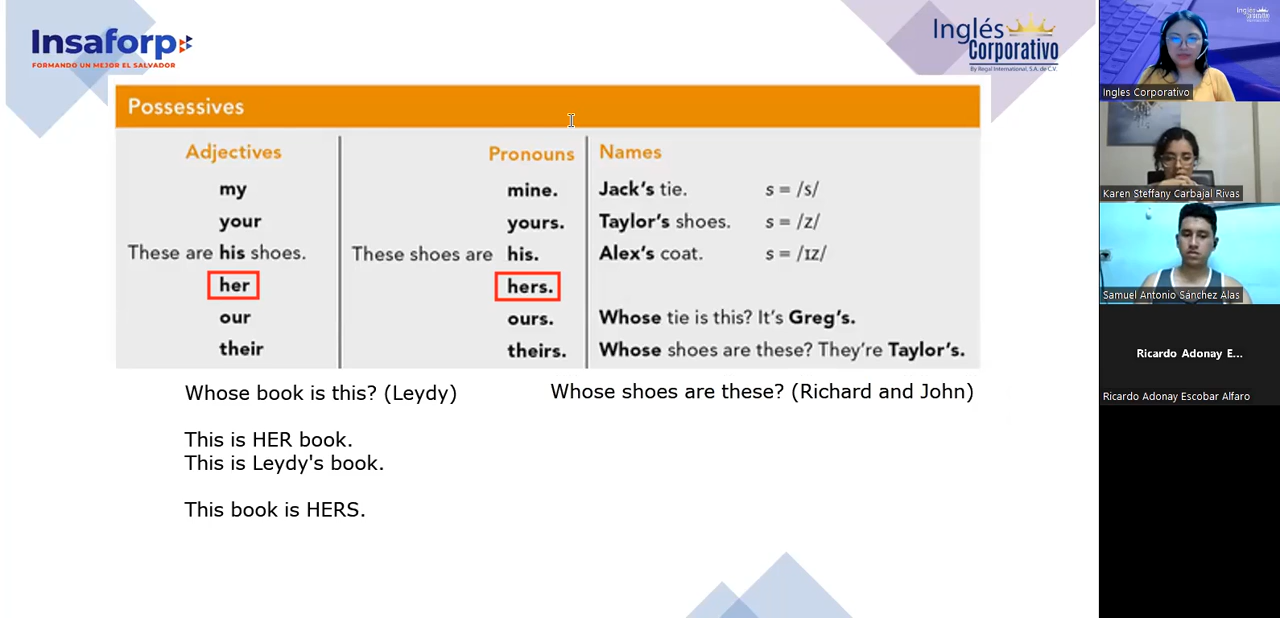 Insaforp
FORMANDO UN MEJOR EL SALVADOR
Inglés
Corporativo
By Regal International, S.A. de C.V.
Possessives
Adjectives
my
your
These are his shoes.
her
our
their
Pronouns
mine.
yours.
These shoes are his.
hers.
ours.
theirs.
Names
Jack's tie. s = /s/
Taylor's shoes. s = /z/
Alex's coat. s = /ɪz/
Whose tie is this? It's Greg's.
Whose shoes are these? They're Taylor's.
Whose book is this? (Leydy)
This is HER book.
This is Leydy's book.
This book is HERS.
Whose shoes are these? (Richard and John)
Inglés
Ingles Corporativo
Karen Steffany Carbajal Rivas
Samuel Antonio Sánchez Alas
Ricardo Adonay E...
Ricardo Adonay Escobar Alfaro